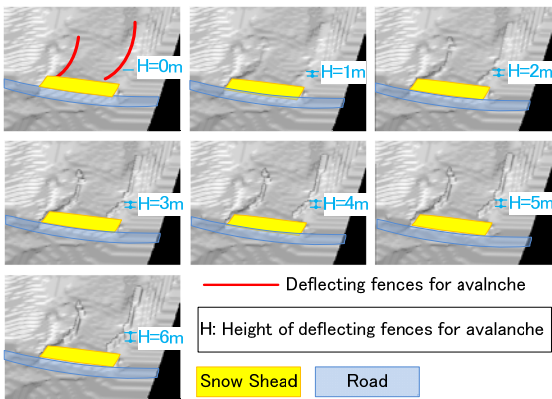 H=0m
H=1m
H=2m
H=3m
H=4m
H=5m
H=6m
Deflecting fences for avalnche
H: Height of deflecting fences for avalanche
Snow Shead
Road